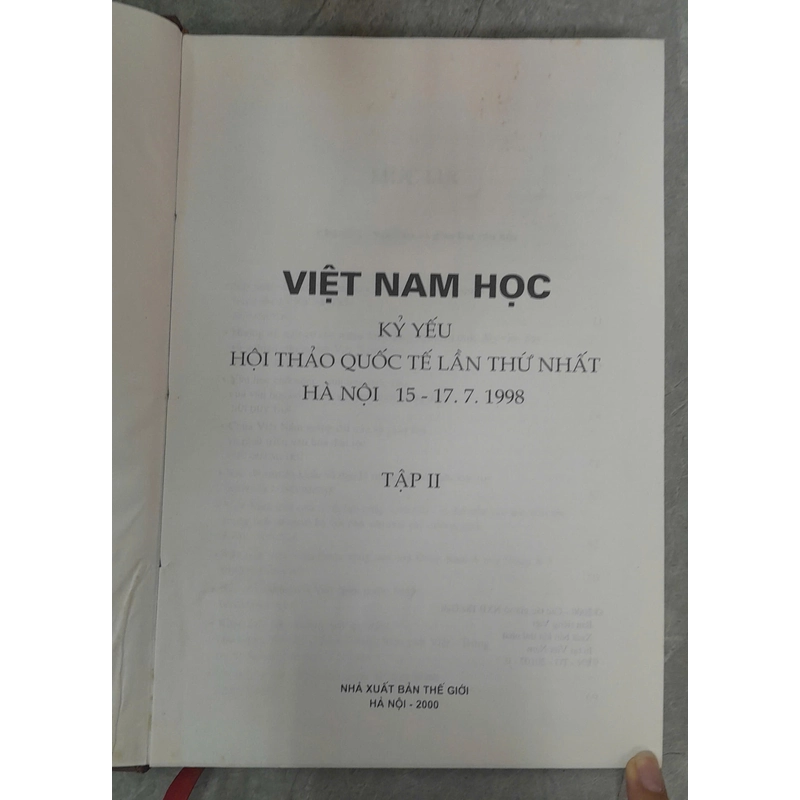 VIỆT NAM HỌC
KỶ YẾU
HỘI THẢO QUỐC TẾ LẦN THỨ NHẤT
HÀ NỘI 15 - 17. 7. 1998
TẬP II
NHÀ XUẤT BẢN THẾ GIỚI
HÀ NỘI - 2000